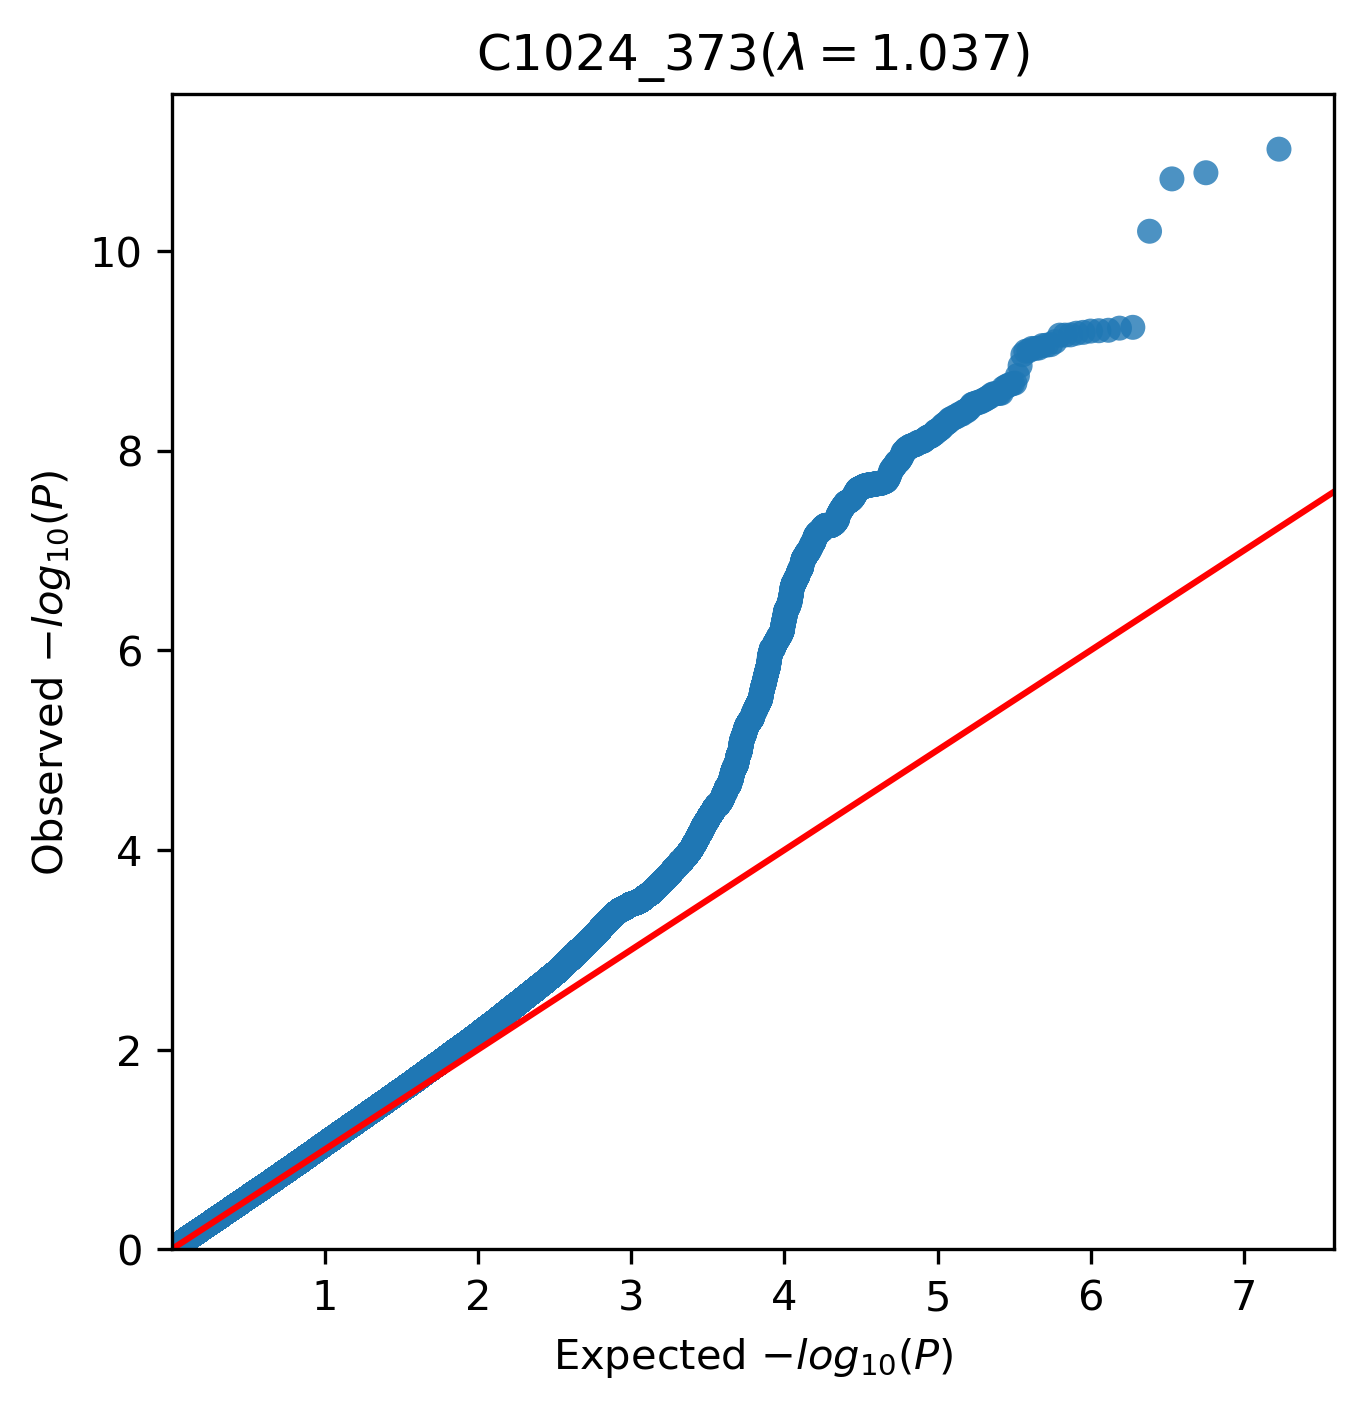 C1024_373(λ = 1.037)
10
8
6
4
2
0
Observed −log₁₀(P)
1 2 3 4 5 6 7
Expected −log₁₀(P)